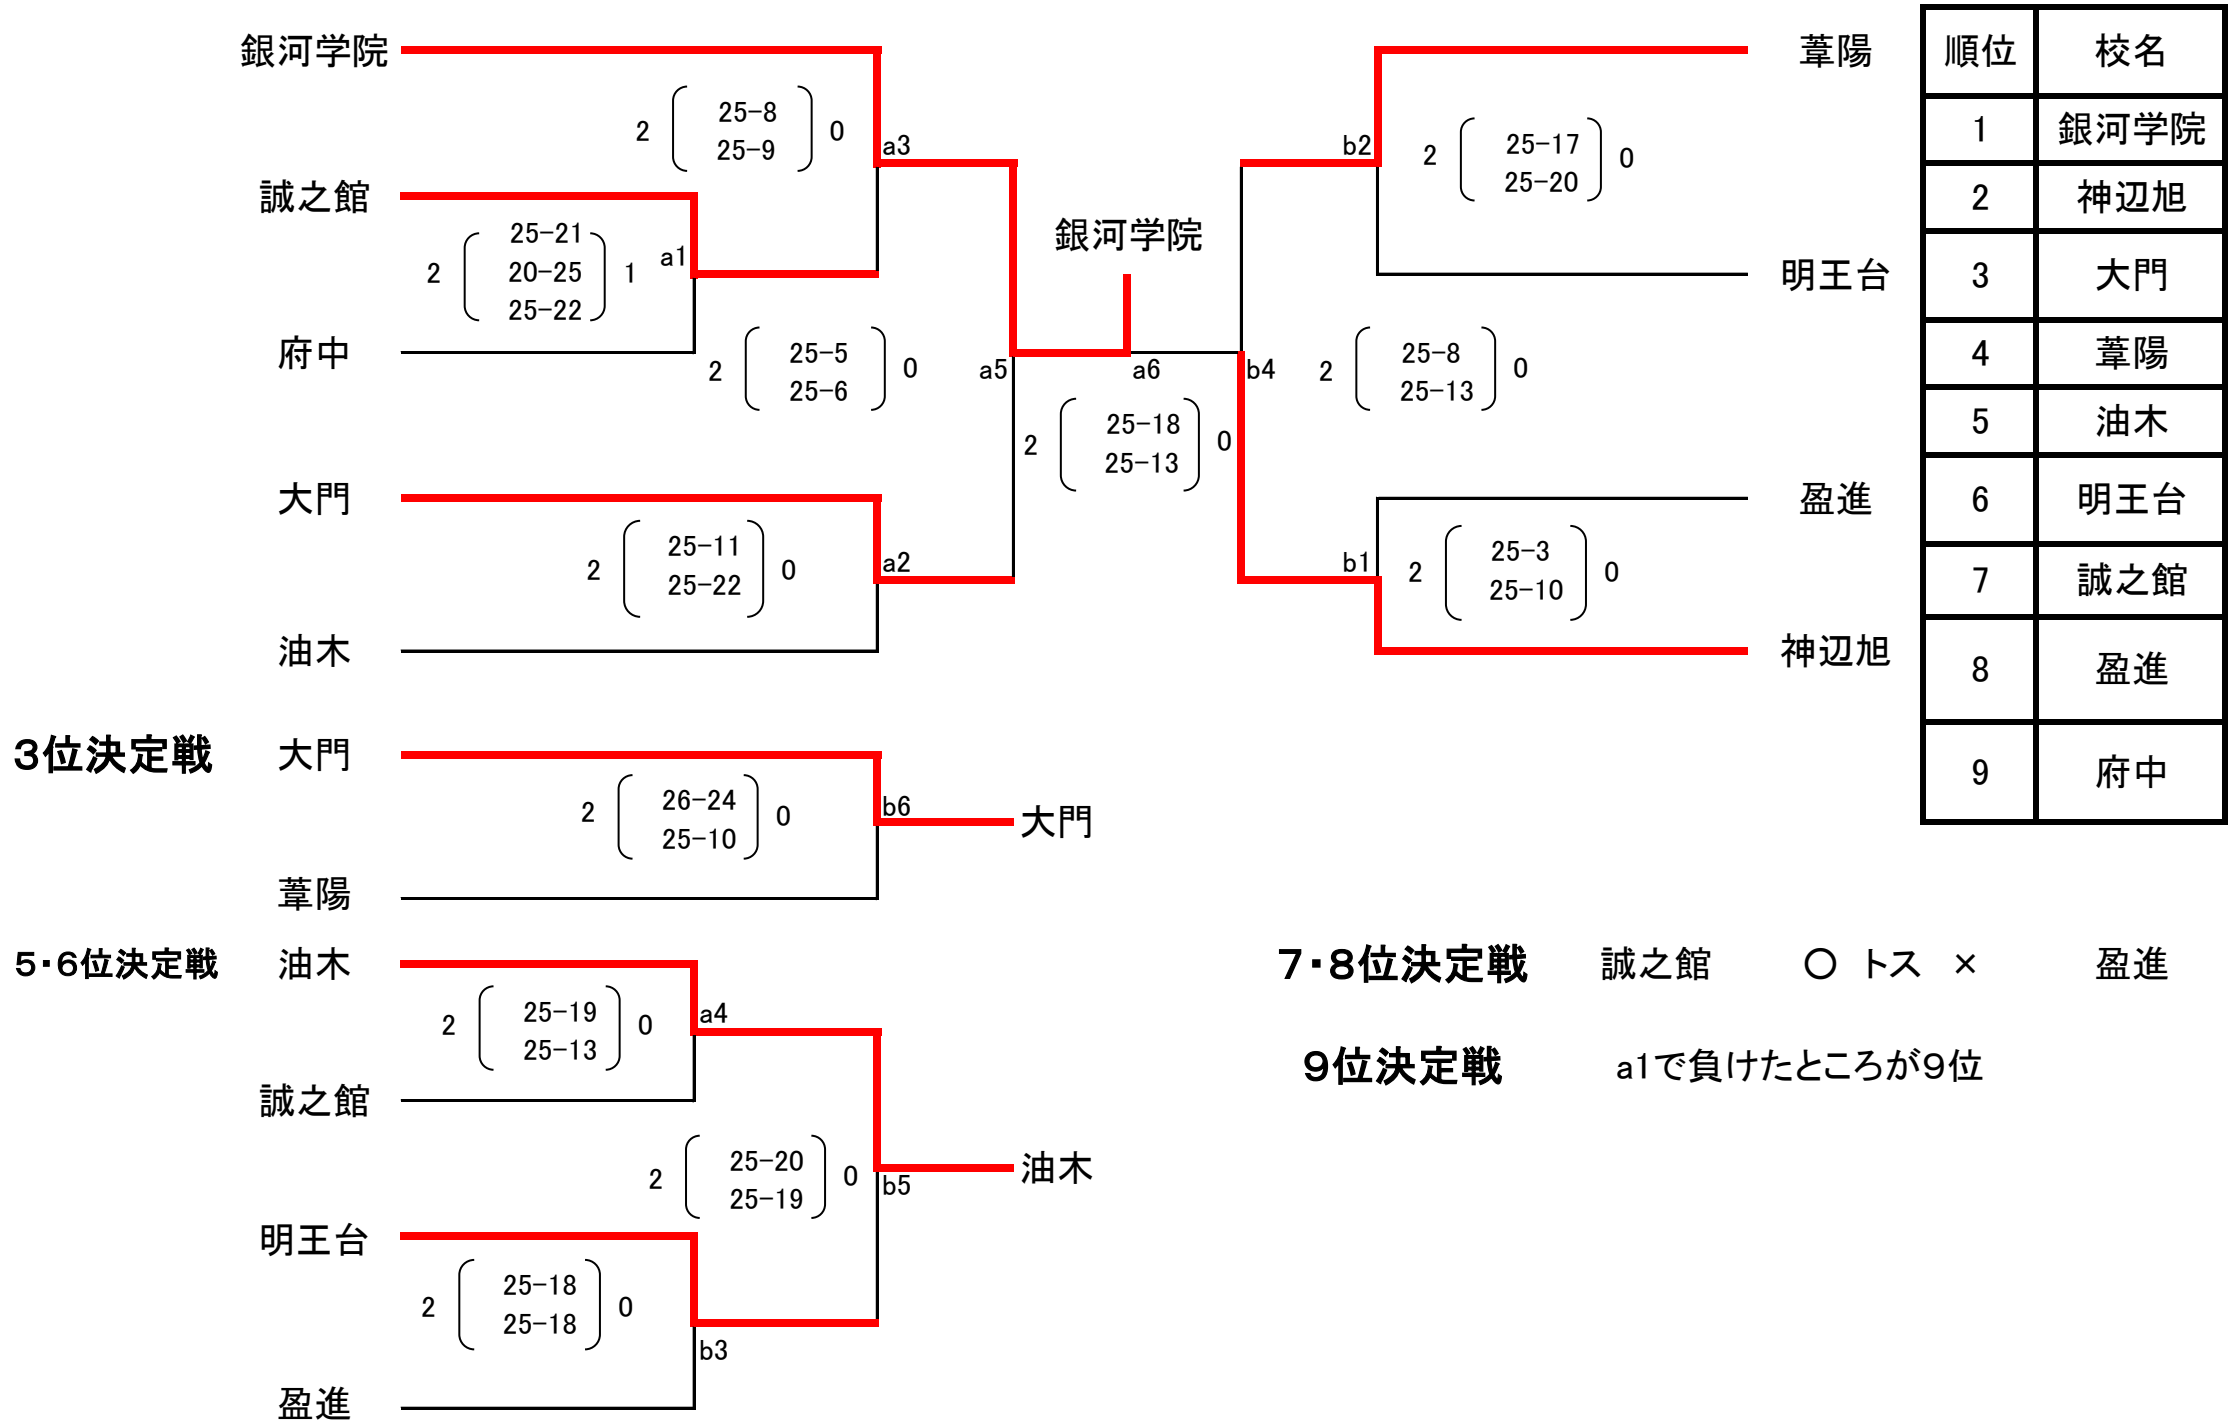 銀河学院
2 25-8 0
25-9
a3
誠之館
2 25-21 1
20-25
25-22
a1
府中
2 25-5 0
25-6
a5
大門
2 25-11 0
25-22
a2
油木
銀河学院
a6
2 25-18 0
25-13
葦陽
b2
2 25-17 0
25-20
明王台
b4
2 25-8 0
25-13
盈進
b1
2 25-3 0
25-10
神辺旭
順位 校名
1 銀河学院
2 神辺旭
3 大門
4 葦陽
5 油木
6 明王台
7 誠之館
8 盈進
9 府中
3位決定戦 大門
2 26-24 0
25-10
b6
大門
葦陽
5・6位決定戦 油木
2 25-19 0
25-13
a4
誠之館
2 25-20 0
25-19
b5
油木
明王台
2 25-18 0
25-18
b3
盈進
7・8位決定戦 誠之館 〇 トス × 盈進
9位決定戦 a1で負けたところが9位